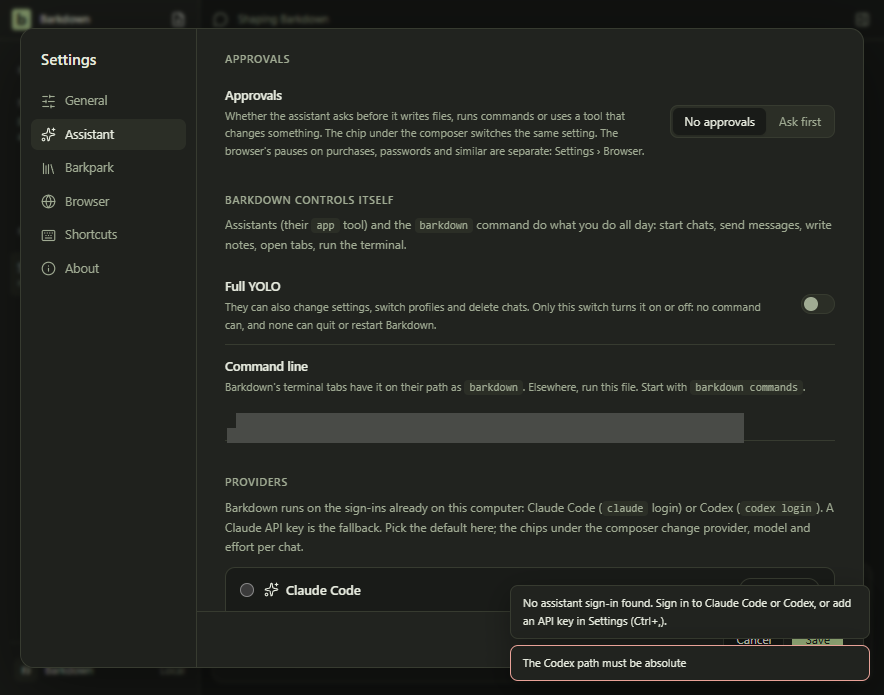 Barkdown
Shaping Barkdown
Settings
General
Assistant
Barkpark
Browser
Shortcuts
About
APPROVALS
Approvals
Whether the assistant asks before it writes files, runs commands or uses a tool that
changes something. The chip under the composer switches the same setting. The
browser's pauses on purchases, passwords and similar are separate: Settings › Browser.
No approvals
Ask first
BARKDOWN CONTROLS ITSELF
Assistants (their app tool) and the barkdown command do what you do all day: start chats, send messages, write
notes, open tabs, run the terminal.
Full YOLO
They can also change settings, switch profiles and delete chats. Only this switch turns it on or off: no command
can, and none can quit or restart Barkdown.
Command line
Barkdown's terminal tabs have it on their path as barkdown. Elsewhere, run this file. Start with barkdown commands.
PROVIDERS
Barkdown runs on the sign-ins already on this computer: Claude Code (claude login) or Codex (codex login). A
Claude API key is the fallback. Pick the default here; the chips under the composer change provider, model and
effort per chat.
Claude Code
No assistant sign-in found. Sign in to Claude Code or Codex, or add
an API key in Settings (Ctrl+,).
Cancel
Save
The Codex path must be absolute
Barkdown